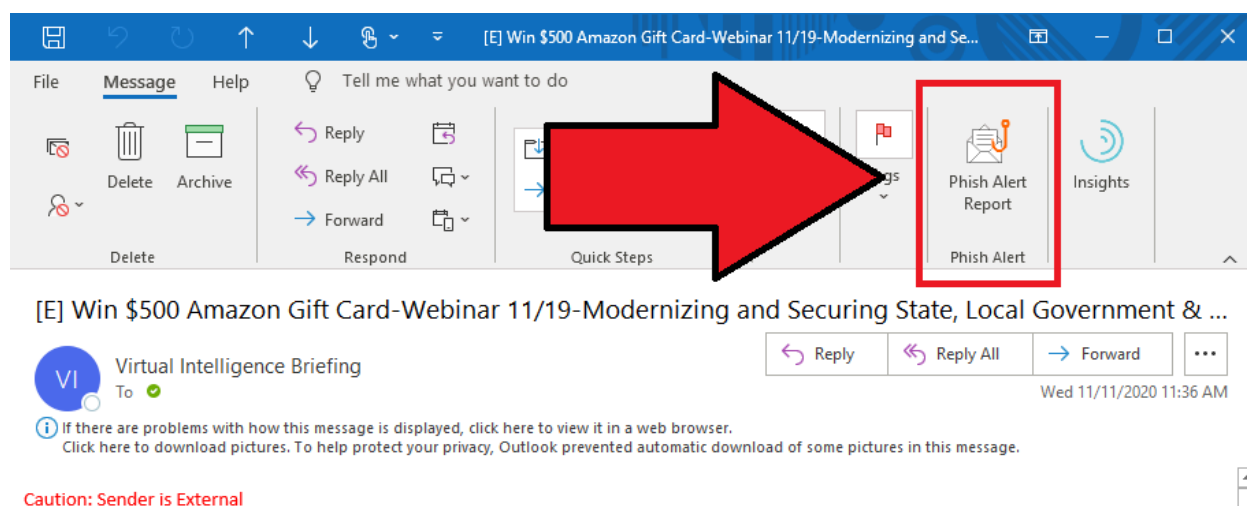 [E] Win $500 Amazon Gift Card-Webinar 11/19-Modernizing and Se...
File Message Help Tell me what you want to do
Delete Archive
Reply
Reply All
Forward
Phish Alert
Report
Insights
Delete Respond Quick Steps Phish Alert
[E] Win $500 Amazon Gift Card-Webinar 11/19-Modernizing and Securing State, Local Government & ...
VI
Virtual Intelligence Briefing
To
Reply Reply All Forward ...
Wed 11/11/2020 11:36 AM
If there are problems with how this message is displayed, click here to view it in a web browser.
Click here to download pictures. To help protect your privacy, Outlook prevented automatic download of some pictures in this message.
Caution: Sender is External